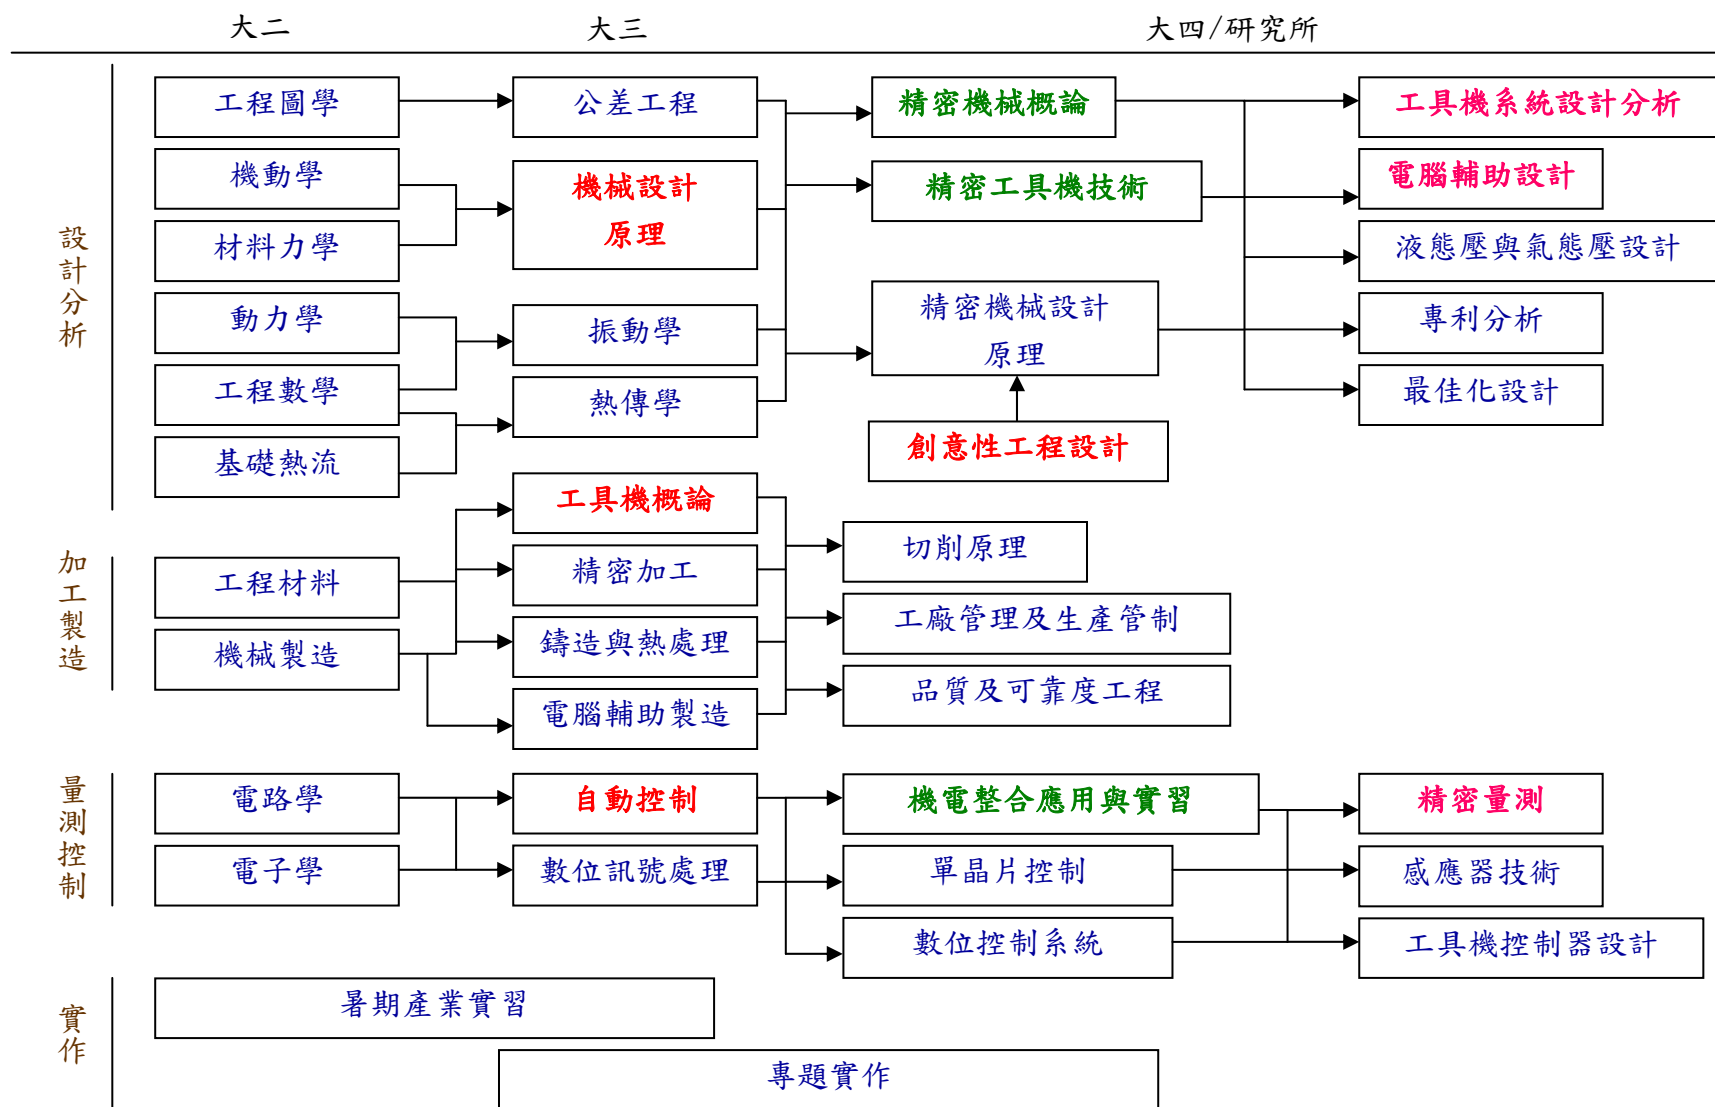 大二 大三 大四/研究所
設計分析
工程圖學
公差工程
精密機械概論
工具機系統設計分析
機動學
機械設計
原理
精密工具機技術
電腦輔助設計
材料力學
液態壓與氣態壓設計
動力學
振動學
精密機械設計
原理
專利分析
工程數學
熱傳學
最佳化設計
基礎熱流
創意性工程設計
加工製造
工具機概論
切削原理
工程材料
精密加工
工廠管理及生產管制
機械製造
鑄造與熱處理
品質及可靠度工程
電腦輔助製造
量測控制
電路學
自動控制
機電整合應用與實習
精密量測
電子學
數位訊號處理
單晶片控制
感應器技術
數位控制系統
工具機控制器設計
實作
暑期產業實習
專題實作